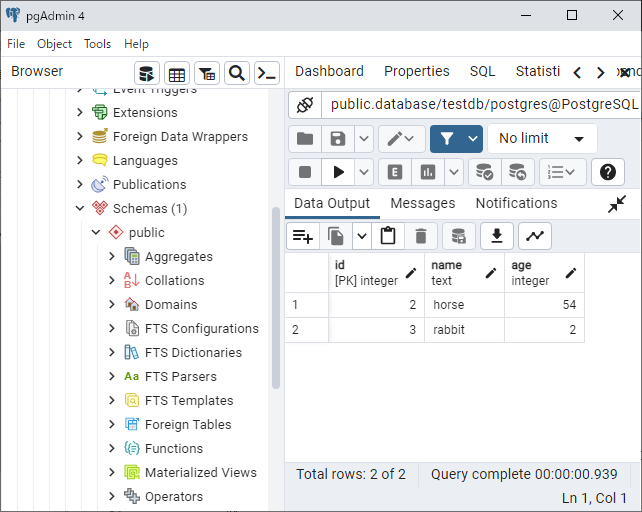 pgAdmin 4
File Object Tools Help
Browser
Event Triggers
Extensions
Foreign Data Wrappers
Languages
Publications
Schemas (1)
public
Aggregates
Collations
Domains
FTS Configurations
FTS Dictionaries
FTS Parsers
FTS Templates
Foreign Tables
Functions
Materialized Views
Operators
Dashboard Properties SQL Statisti
public.database/testdb/postgres@PostgreSQL
No limit
Data Output Messages Notifications
id name age
[PK] integer text integer
1 2 horse 54
2 3 rabbit 2
Total rows: 2 of 2 Query complete 00:00:00.939
Ln 1, Col 1